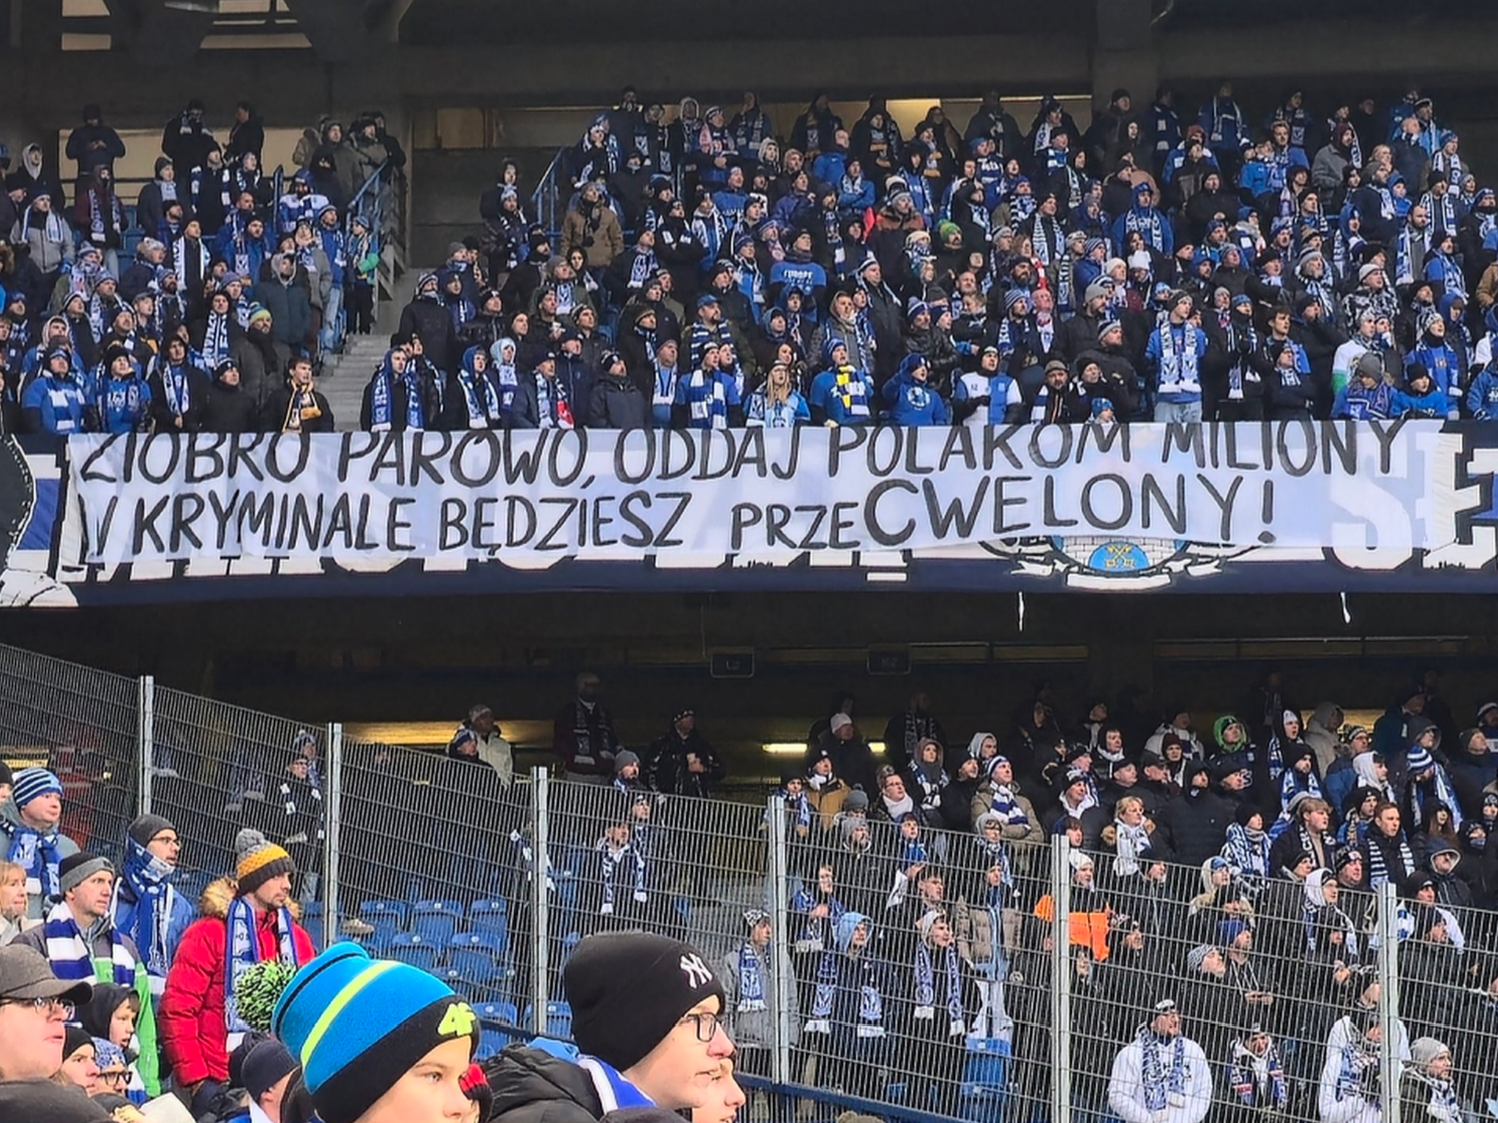 ZIOBRO PAROWO, ODDAJ POLAKOM MILIONY
W KRYMINALE BĘDZIESZ PRZECWELONY!